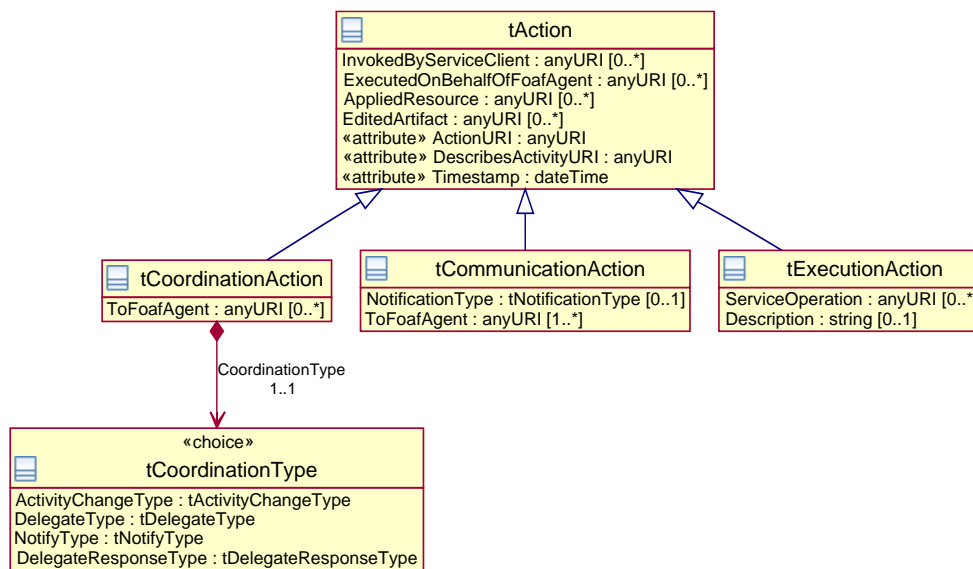 tAction
InvokedByServiceClient : anyURI [0..*]
ExecutedOnBehalfOfFoafAgent : anyURI [0..*]
AppliedResource : anyURI [0..*]
EditedArtifact : anyURI [0..*]
«attribute» ActionURI : anyURI
«attribute» DescribesActivityURI : anyURI
«attribute» Timestamp : dateTime
tCoordinationAction
ToFoafAgent : anyURI [0..*]
tCommunicationAction
NotificationType : tNotificationType [0..1]
ToFoafAgent : anyURI [1..*]
tExecutionAction
ServiceOperation : anyURI [0..*
Description : string [0..1]
CoordinationType
1..1
«choice»
tCoordinationType
ActivityChangeType : tActivityChangeType
DelegateType : tDelegateType
NotifyType : tNotifyType
DelegateResponseType : tDelegateResponseType